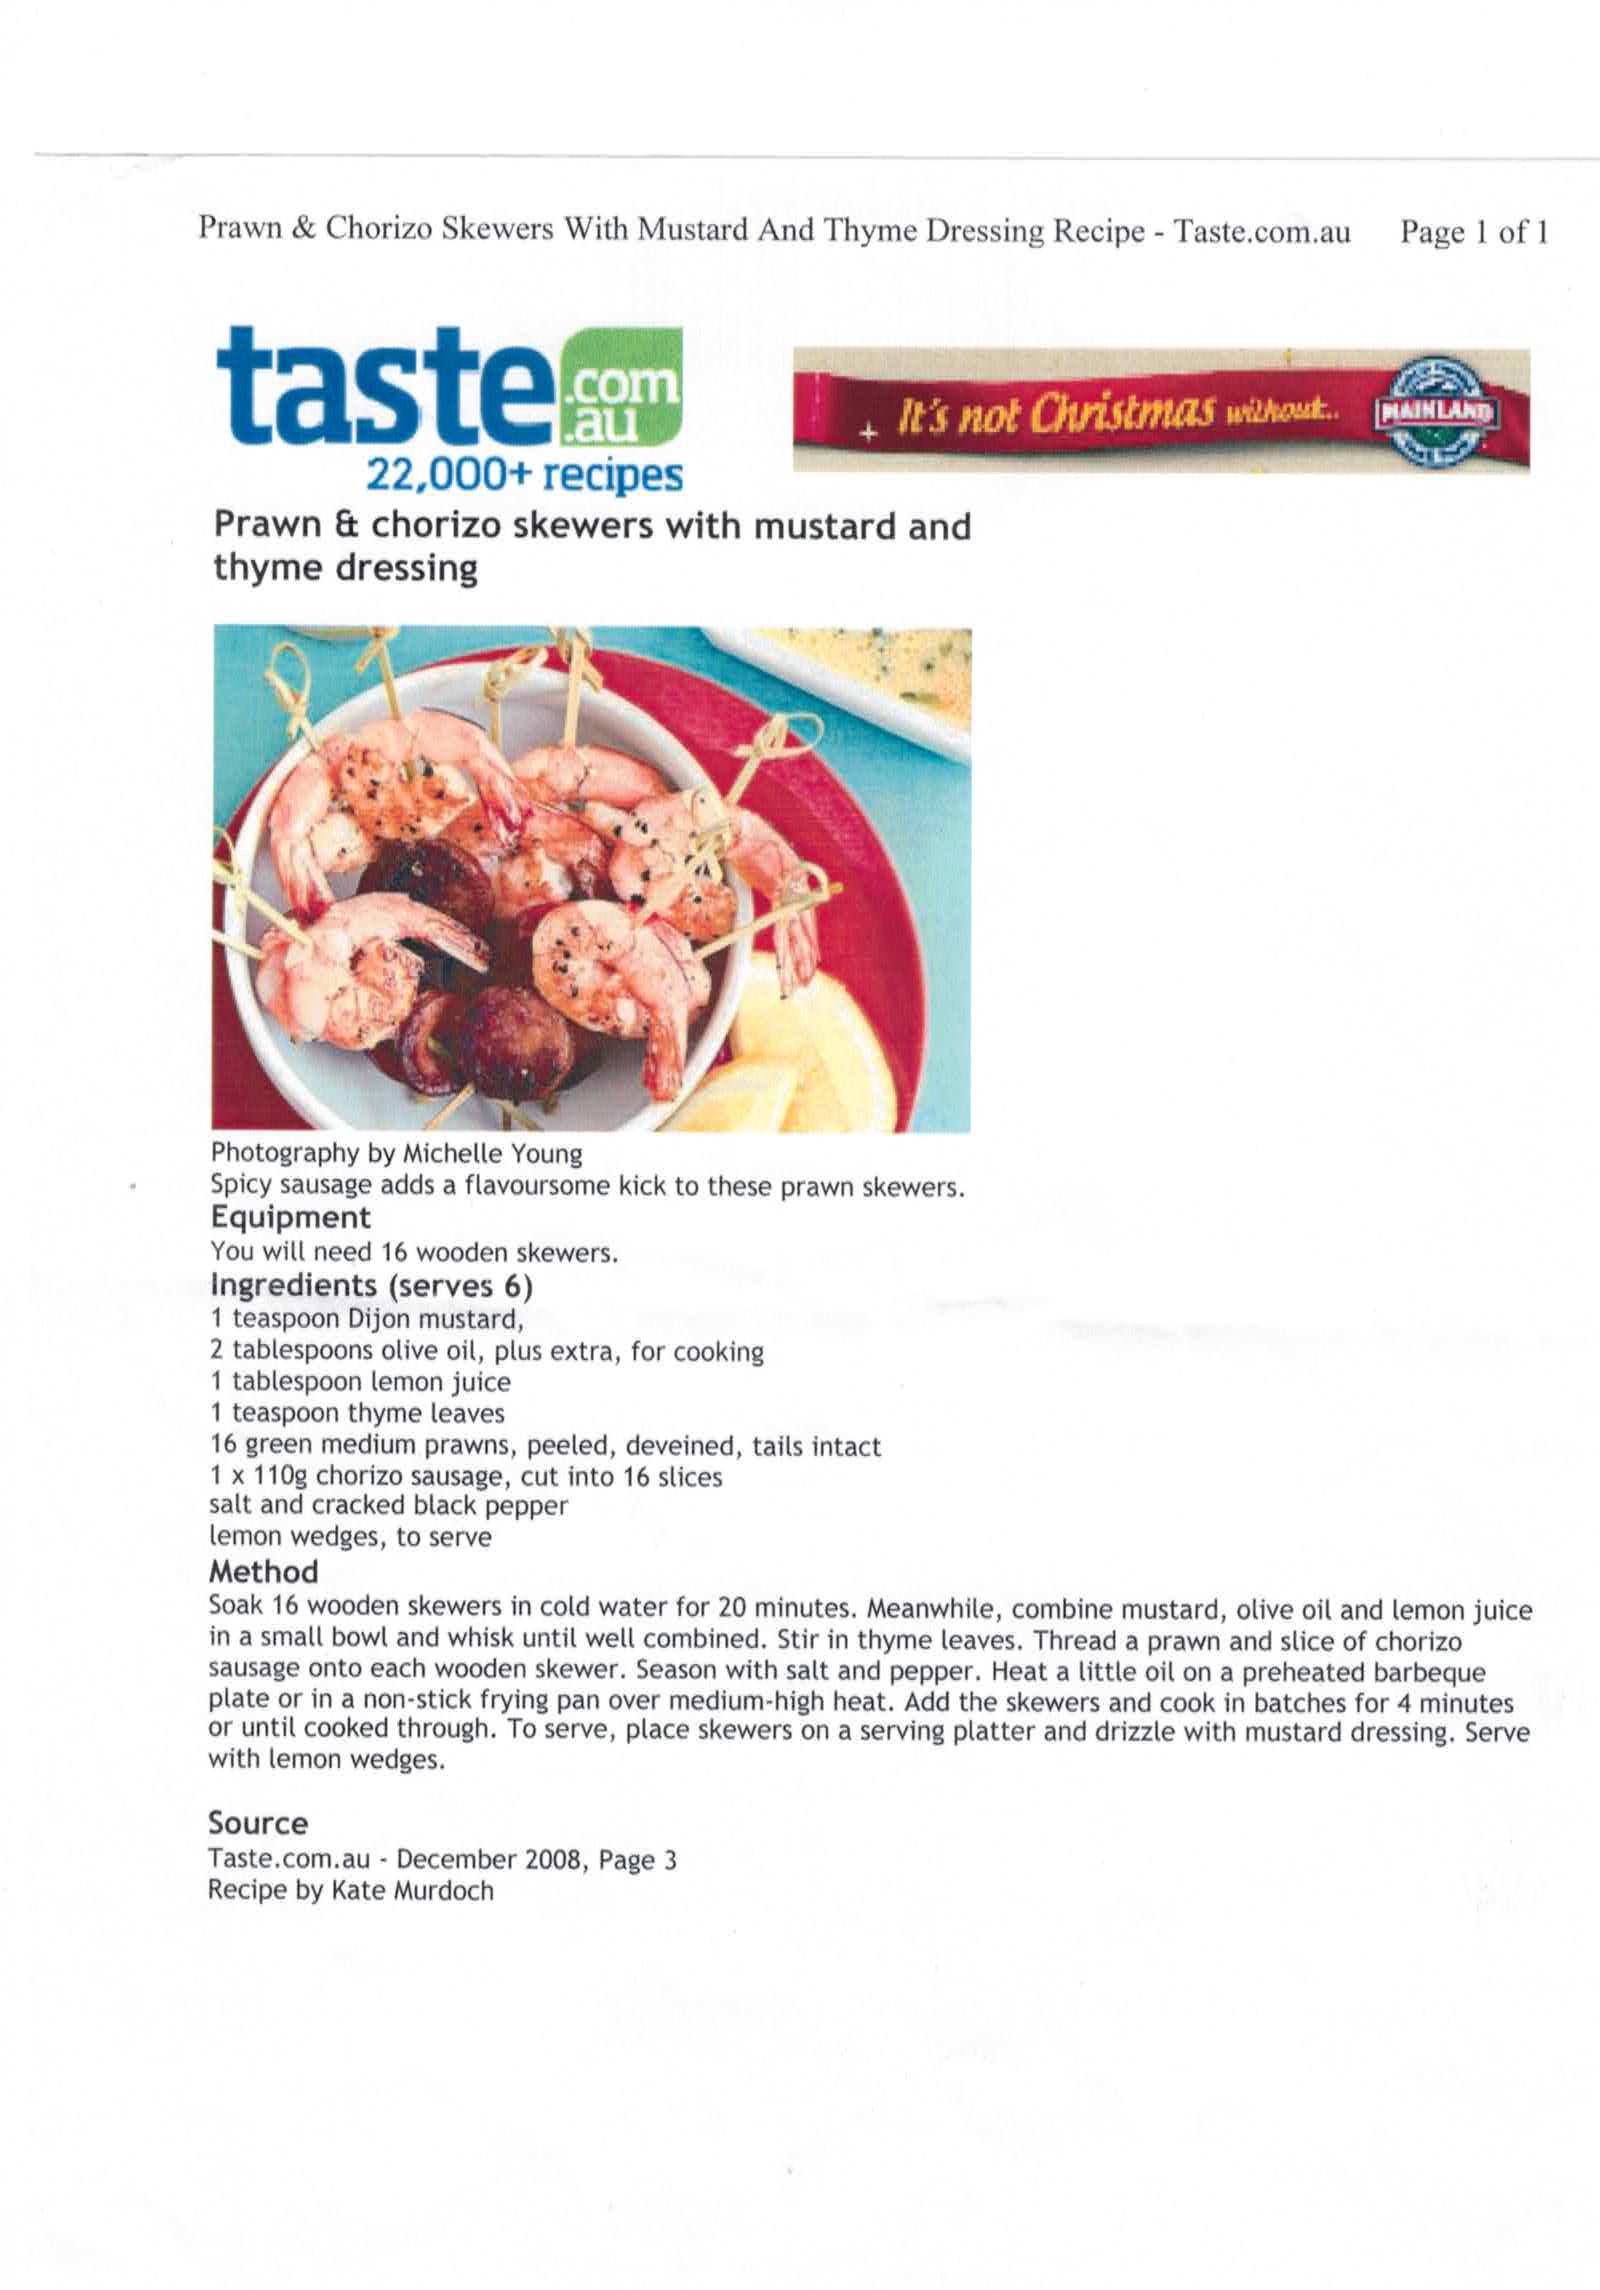 Prawn & Chorizo Skewers With Mustard And Thyme Dressing Recipe - Taste.com.au Page 1 of 1
taste.com.au
22,000+ recipes
It's not Christmas without..
MAINLAND
Prawn & chorizo skewers with mustard and
thyme dressing
Photography by Michelle Young
Spicy sausage adds a flavoursome kick to these prawn skewers.
Equipment
You will need 16 wooden skewers.
Ingredients (serves 6)
1 teaspoon Dijon mustard,
2 tablespoons olive oil, plus extra, for cooking
1 tablespoon lemon juice
1 teaspoon thyme leaves
16 green medium prawns, peeled, deveined, tails intact
1 x 110g chorizo sausage, cut into 16 slices
salt and cracked black pepper
lemon wedges, to serve
Method
Soak 16 wooden skewers in cold water for 20 minutes. Meanwhile, combine mustard, olive oil and lemon juice
in a small bowl and whisk until well combined. Stir in thyme leaves. Thread a prawn and slice of chorizo
sausage onto each wooden skewer. Season with salt and pepper. Heat a little oil on a preheated barbeque
plate or in a non-stick frying pan over medium-high heat. Add the skewers and cook in batches for 4 minutes
or until cooked through. To serve, place skewers on a serving platter and drizzle with mustard dressing. Serve
with lemon wedges.
Source
Taste.com.au - December 2008, Page 3
Recipe by Kate Murdoch